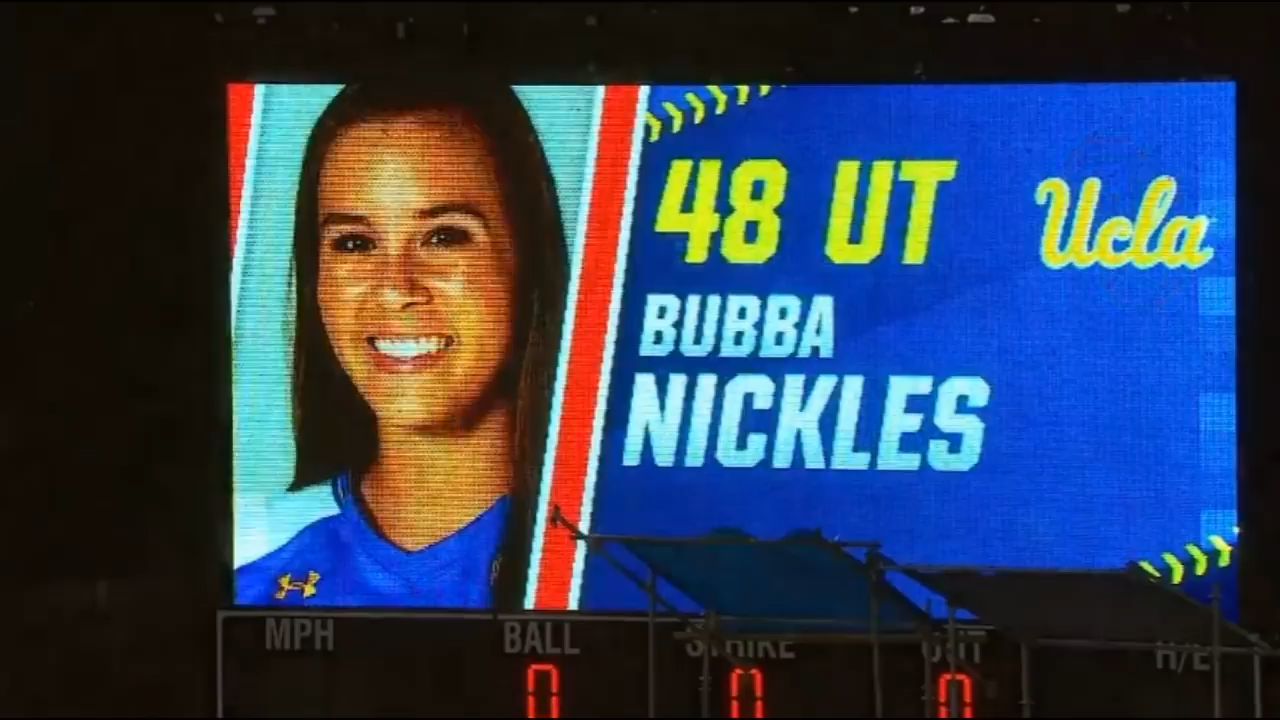 48 UT
Ucla
BUBBA
NICKLES
MPH BALL STRIKE OUT H/E
0 0 0